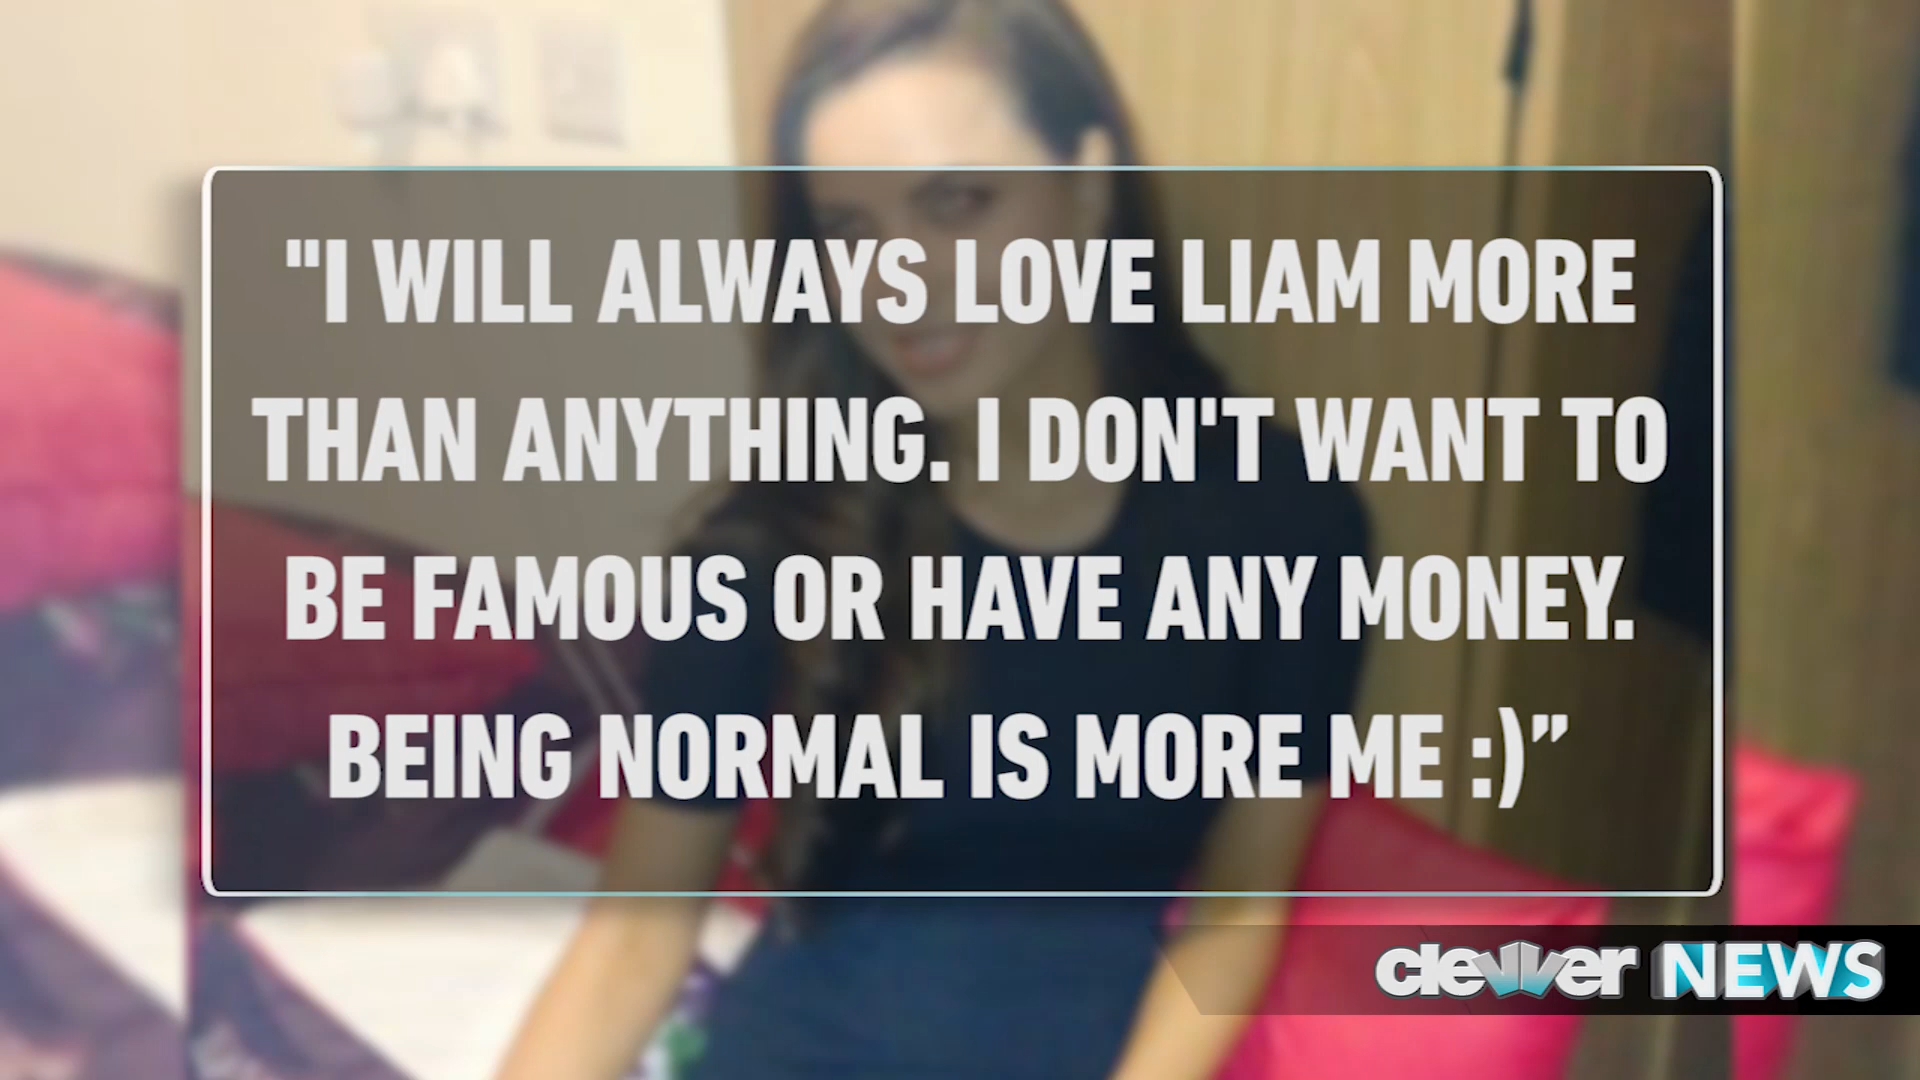 "I WILL ALWAYS LOVE LIAM MORE
THAN ANYTHING. I DON'T WANT TO
BE FAMOUS OR HAVE ANY MONEY.
BEING NORMAL IS MORE ME :)”
clevver NEWS